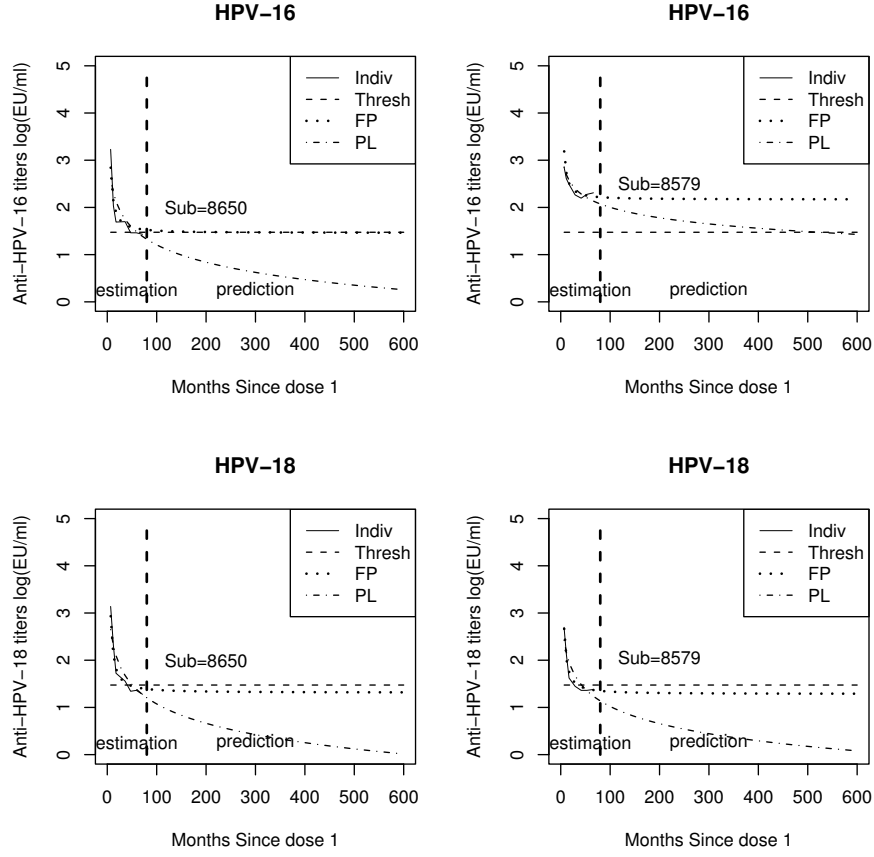 HPV−16
Anti−HPV−16 titers log(EU/ml)
5
4
3
2
1
0
Indiv
Thresh
FP
PL
Sub=8650
estimation
prediction
0 100 200 300 400 500 600
Months Since dose 1
HPV−16
Anti−HPV−16 titers log(EU/ml)
5
4
3
2
1
0
Indiv
Thresh
FP
PL
Sub=8579
estimation
prediction
0 100 200 300 400 500 600
Months Since dose 1
HPV−18
Anti−HPV−18 titers log(EU/ml)
5
4
3
2
1
0
Indiv
Thresh
FP
PL
Sub=8650
estimation
prediction
0 100 200 300 400 500 600
Months Since dose 1
HPV−18
Anti−HPV−18 titers log(EU/ml)
5
4
3
2
1
0
Indiv
Thresh
FP
PL
Sub=8579
estimation
prediction
0 100 200 300 400 500 600
Months Since dose 1